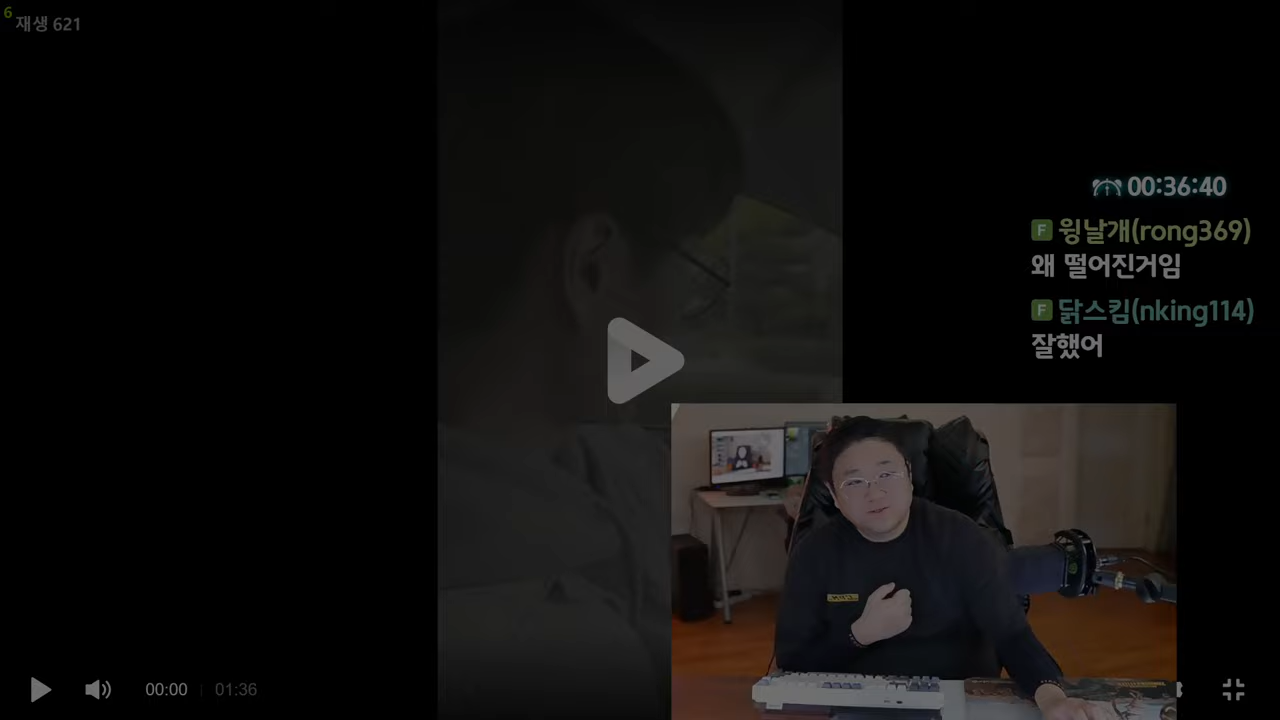 6
재생 621
00:36:40
F 윙날개(rong369)
왜 떨어진거임
F 닭스킴(nking114)
잘했어
00:00 | 01:36